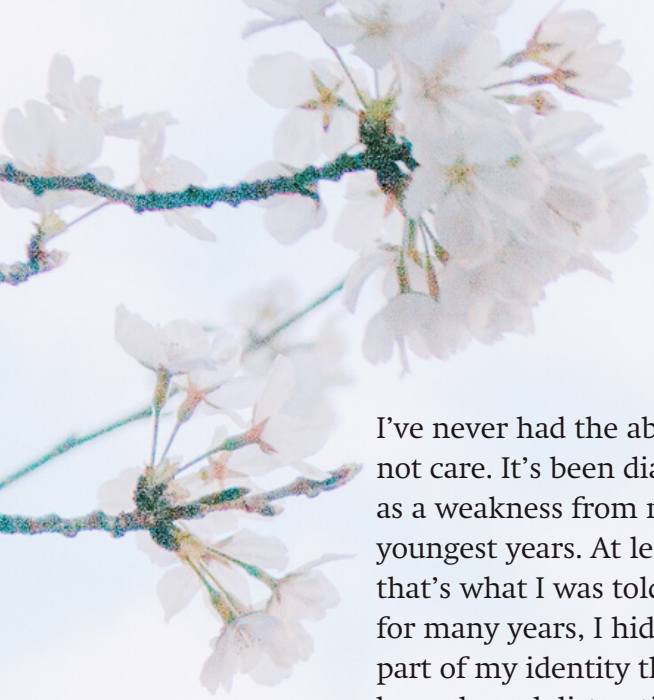 I’ve never had the ab
not care. It’s been dia
as a weakness from
youngest years. At le
that’s what I was told
for many years, I hid
part of my identity th